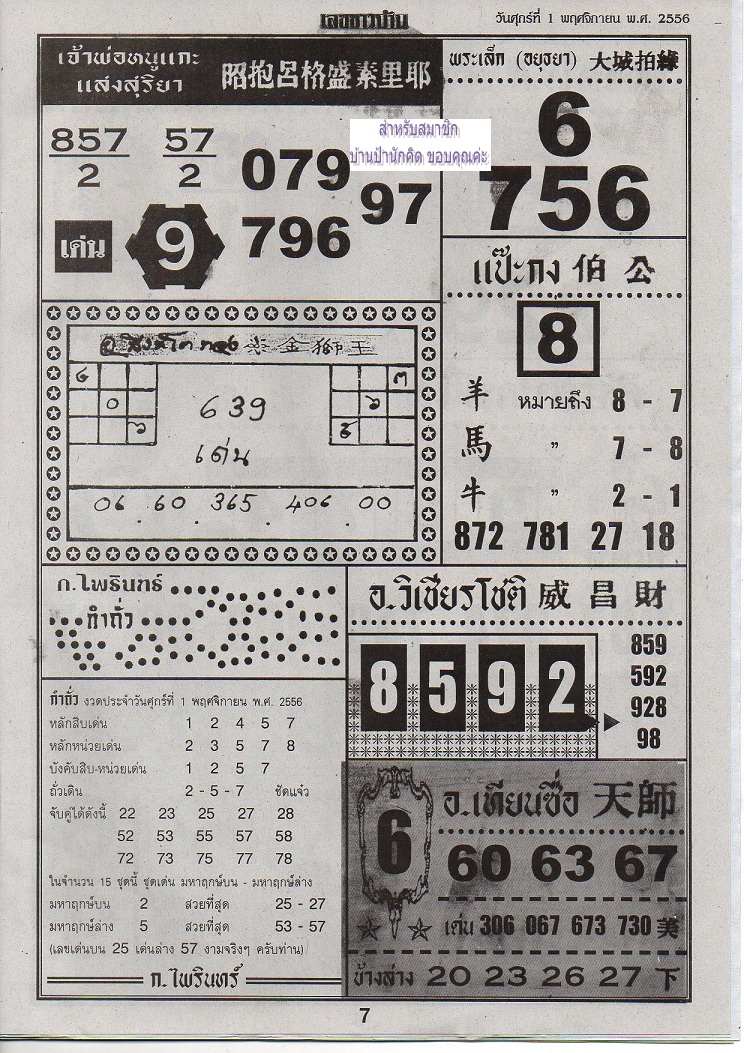 เลขชาวบ้าน
วันศุกร์ที่ 1 พฤศจิกายน พ.ศ. 2556
เจ้าพ่อหนูแกะ
แสงสุริยา
昭抱呂格盛素里耶
857
2
57
2
079
97
796
เด่น
9
สำหรับสมาชิก
บ้านป้านักคิด ขอบคุณค่ะ
พระเล็ก (อยุธยา) 大城拍緣
6
756
แป๊ะกง 伯公
8
羊 หมายถึง 8 - 7
馬 " 7 - 8
牛 " 2 - 1
872 781 27 18
金獅王
๐
639
เด่น
๓
06 60 365 406 00
ก.ไพรินทร์
กำถั่ว
กำถั่ว งวดประจำวันศุกร์ที่ 1 พฤศจิกายน พ.ศ. 2556
หลักสิบเด่น 1 2 4 5 7
หลักหน่วยเด่น 2 3 5 7 8
บังคับสิบ-หน่วยเด่น 1 2 5 7
ถั่วเดิน 2 - 5 - 7 ชัดแจ๋ว
จับคู่ได้ดังนี้ 22 23 25 27 28
52 53 55 57 58
72 73 75 77 78
ในจำนวน 15 ชุดนี้ ชุดเด่น มหาฤกษ์บน - มหาฤกษ์ล่าง
มหาฤกษ์บน 2 สวยที่สุด 25 - 27
มหาฤกษ์ล่าง 5 สวยที่สุด 53 - 57
(เลขเด่นบน 25 เด่นล่าง 57 งามจริงๆ ครับท่าน)
ก.ไพรินทร์
อ.วิเชียรโชติ 威昌財
8 5 9 2
859
592
928
98
6
อ.เทียนซือ 天師
60 63 67
เด่น 306 067 673 730 美
ข้างล่าง 20 23 26 27 下
7